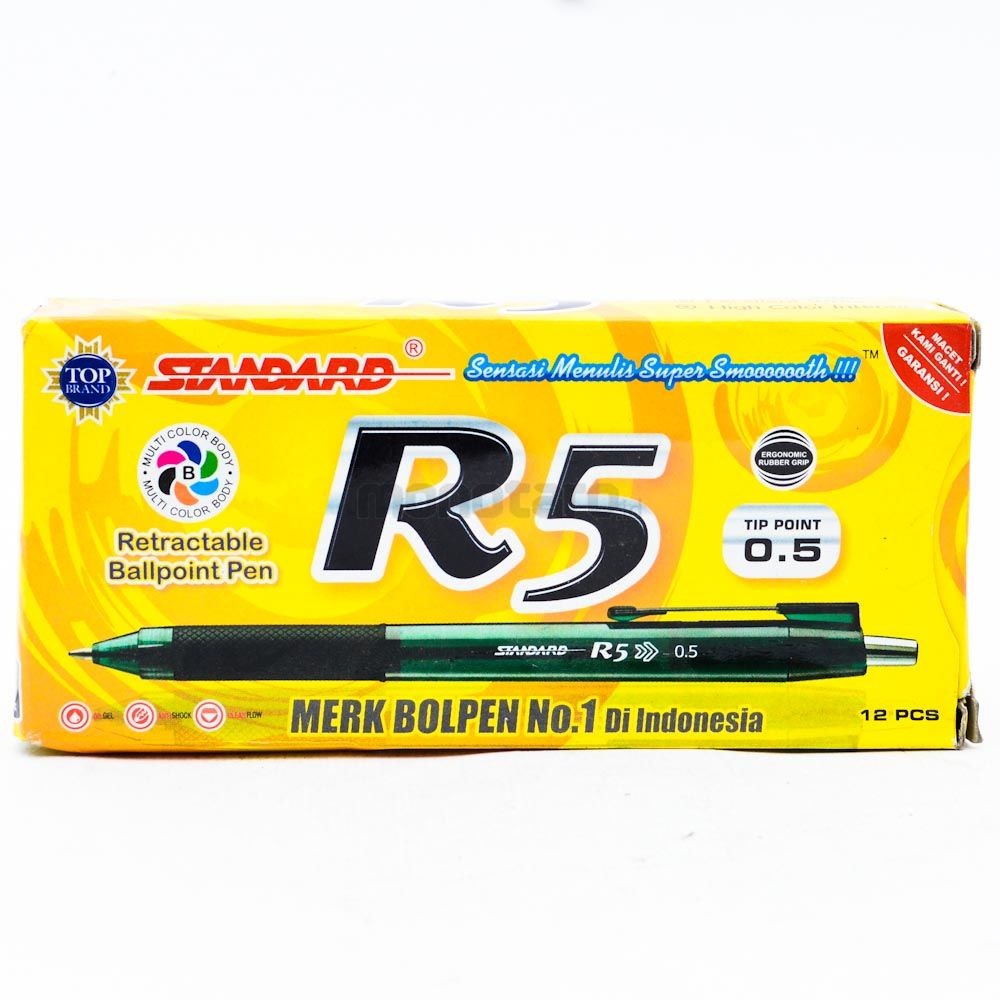 TOP
BRAND
STANDARD®
Sensasi Menulis Super Smooooooth !!! ™
MACET
KAMI GANTI !
GARANSI !
MULTI COLOR BODY · MULTI COLOR BODY ·
B
Retractable
Ballpoint Pen
R5
ERGONOMIC
RUBBER GRIP
TIP POINT
0.5
monotaro
STANDARD R5 0.5
MERK BOLPEN No.1 Di Indonesia
12 PCS